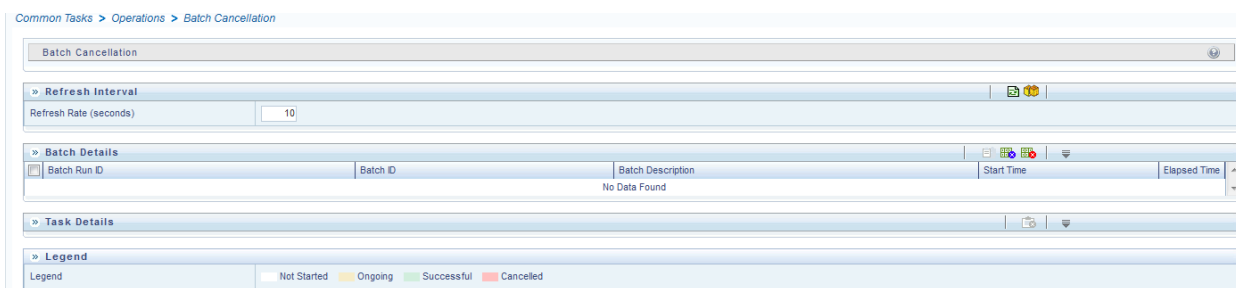 Common Tasks > Operations > Batch Cancellation
Batch Cancellation
» Refresh Interval
Refresh Rate (seconds) 10
» Batch Details
Batch Run ID Batch ID Batch Description Start Time Elapsed Time
No Data Found
» Task Details
» Legend
Legend Not Started Ongoing Successful Cancelled